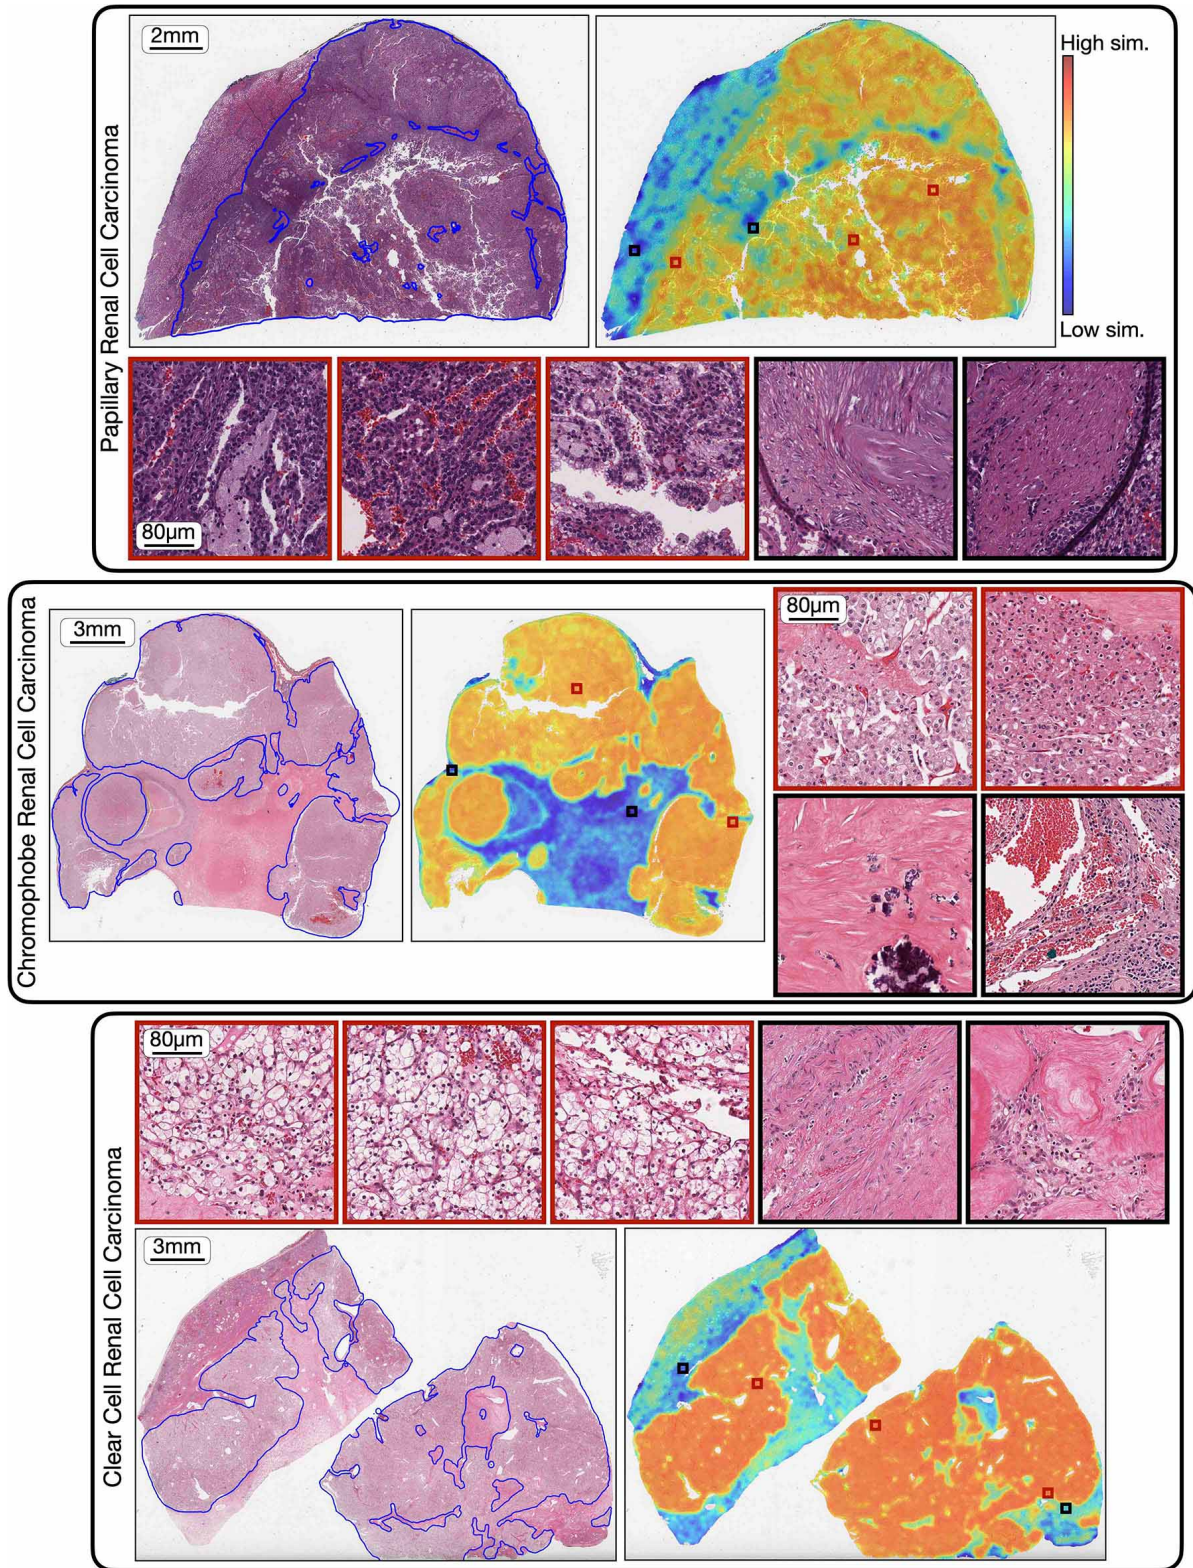 2mm
High sim.
Low sim.
Papillary Renal Cell Carcinoma
80µm
Chromophobe Renal Cell Carcinoma
3mm
80µm
Clear Cell Renal Cell Carcinoma
80µm
3mm